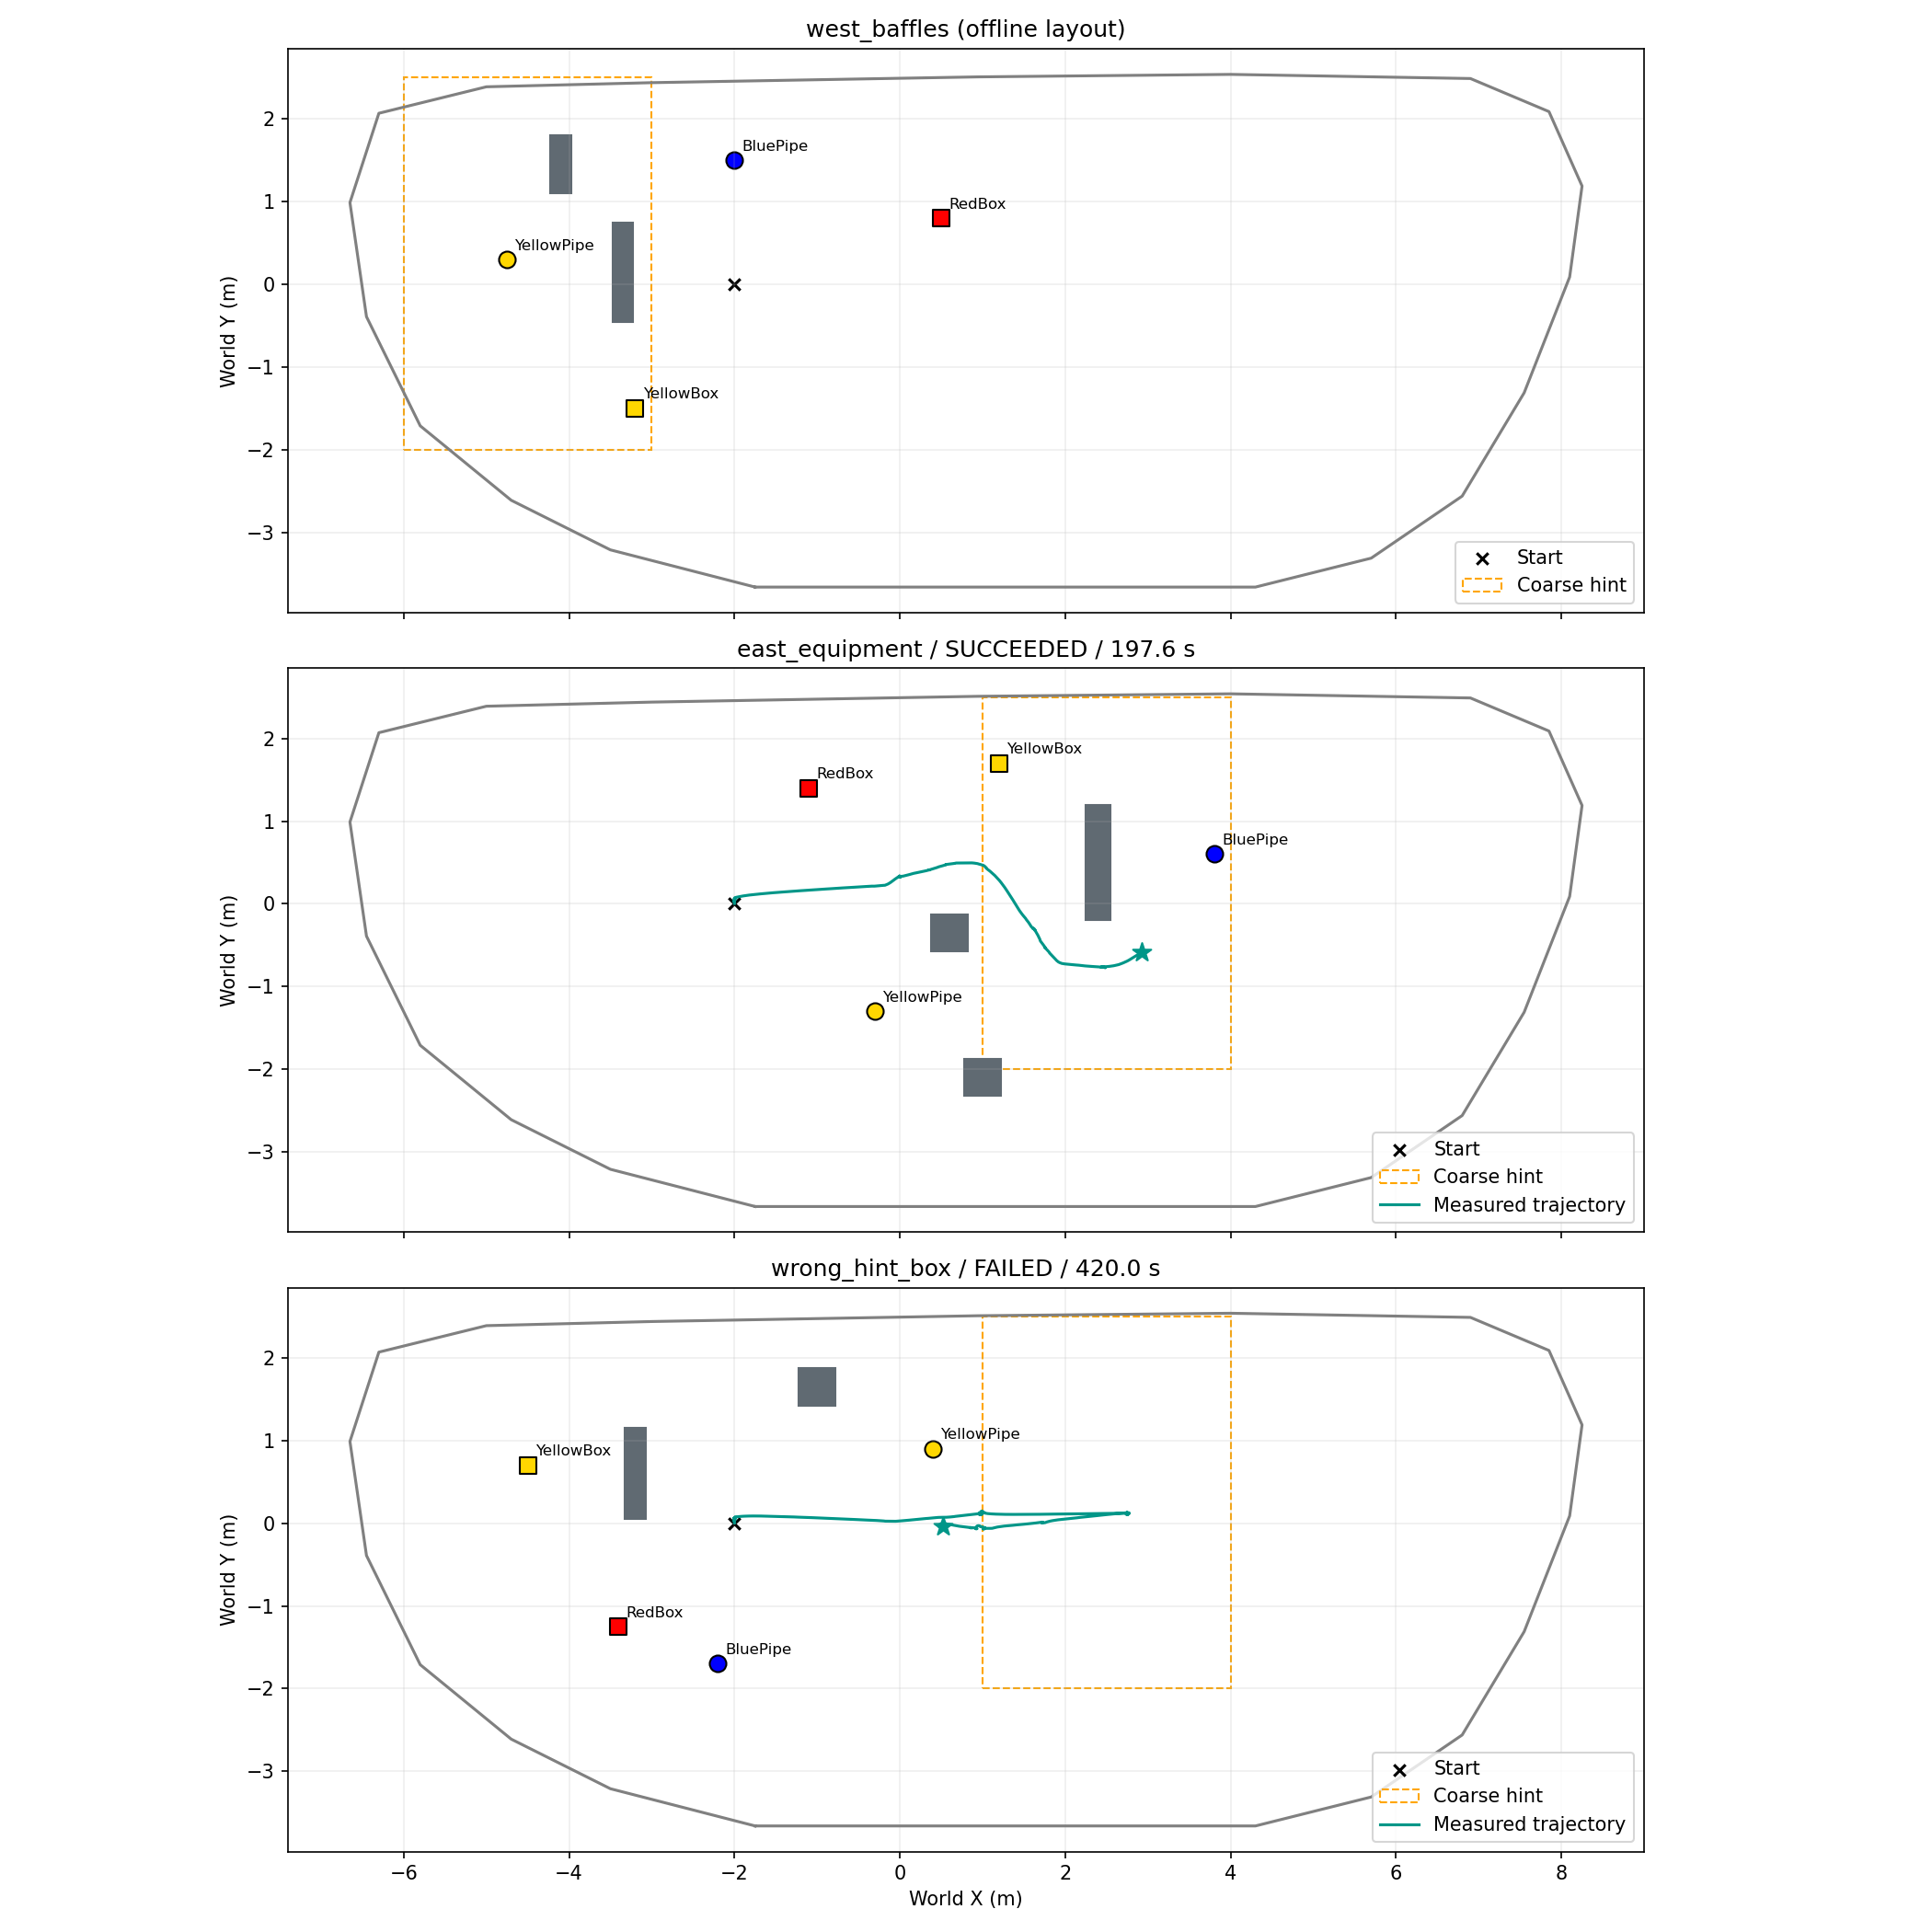 west_baffles (offline layout)
World Y (m)
2
1
0
−1
−2
−3
BluePipe
RedBox
YellowPipe
YellowBox
Start
Coarse hint
east_equipment / SUCCEEDED / 197.6 s
World Y (m)
2
1
0
−1
−2
−3
YellowBox
RedBox
BluePipe
YellowPipe
Start
Coarse hint
Measured trajectory
wrong_hint_box / FAILED / 420.0 s
World Y (m)
2
1
0
−1
−2
−3
YellowPipe
YellowBox
RedBox
BluePipe
Start
Coarse hint
Measured trajectory
−6 −4 −2 0 2 4 6 8
World X (m)